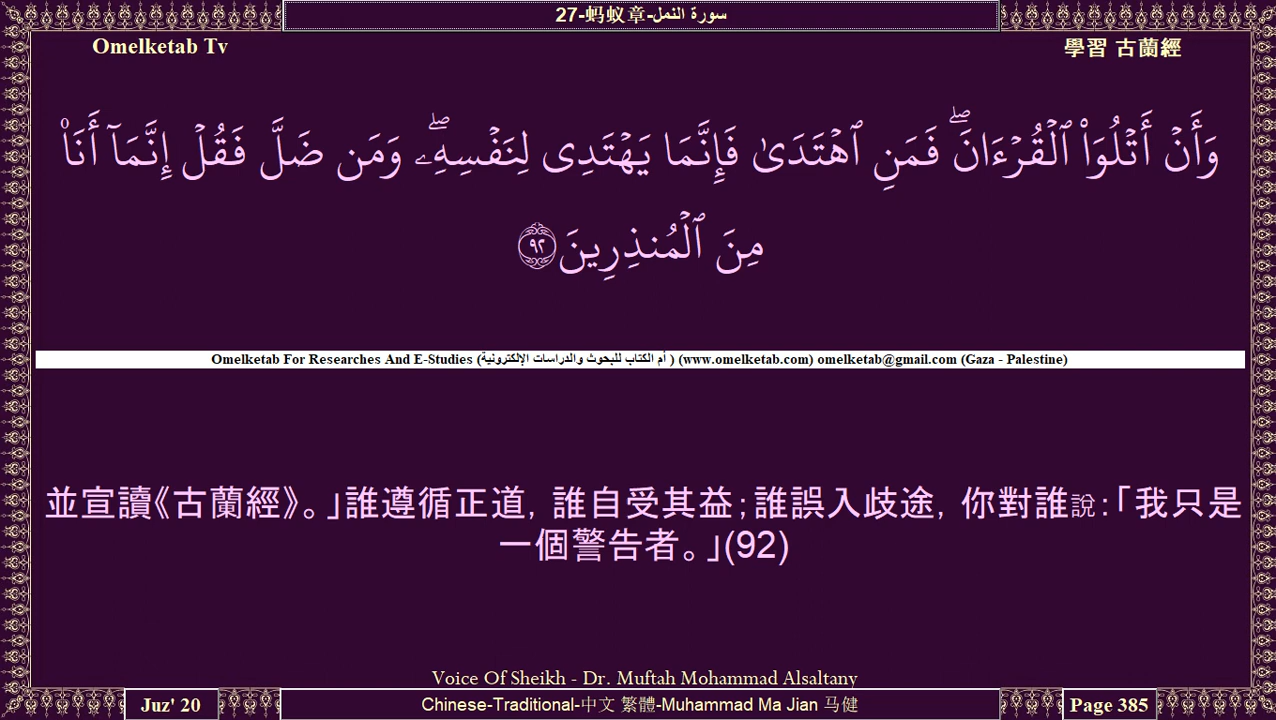 27-蚂蚁章-سورة النمل
Omelketab Tv
學習 古蘭經
وَأَنۡ أَتۡلُوَاْ ٱلۡقُرۡءَانَۖ فَمَنِ ٱهۡتَدَىٰ فَإِنَّمَا يَهۡتَدِى لِنَفۡسِهِۦۖ وَمَن ضَلَّ فَقُلۡ إِنَّمَآ أَنَا۠
مِنَ ٱلۡمُنذِرِينَ ٩٢
Omelketab For Researches And E-Studies (أم الكتاب للبحوث والدراسات الإلكترونية ) (www.omelketab.com) omelketab@gmail.com (Gaza - Palestine)
並宣讀《古蘭經》。」誰遵循正道，誰自受其益；誰誤入歧途，你對誰說：「我只是
一個警告者。」(92)
Voice Of Sheikh - Dr. Muftah Mohammad Alsaltany
Juz' 20
Chinese-Traditional-中文 繁體-Muhammad Ma Jian 马健
Page 385